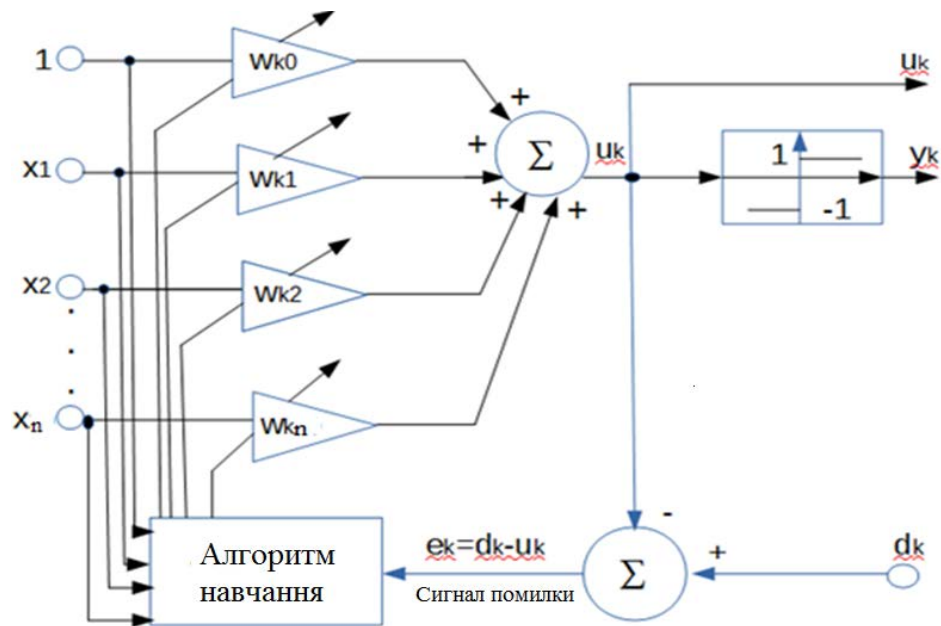 1
Wk0
+
uk
x1
Wk1
+
Σ
uk
1
-1
yk
+
+
x2
Wk2
.
.
.
xn
Wkn
-
Алгоритм
навчання
ek=dk-uk
Сигнал помилки
Σ
+
dk